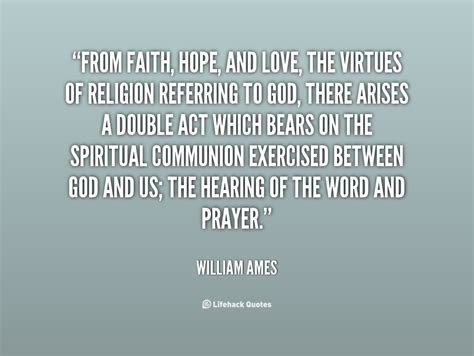 “FROM FAITH, HOPE, AND LOVE, THE VIRTUES
OF RELIGION REFERRING TO GOD, THERE ARISES
A DOUBLE ACT WHICH BEARS ON THE
SPIRITUAL COMMUNION EXERCISED BETWEEN
GOD AND US; THE HEARING OF THE WORD AND
PRAYER.”
WILLIAM AMES
Lifehack Quotes